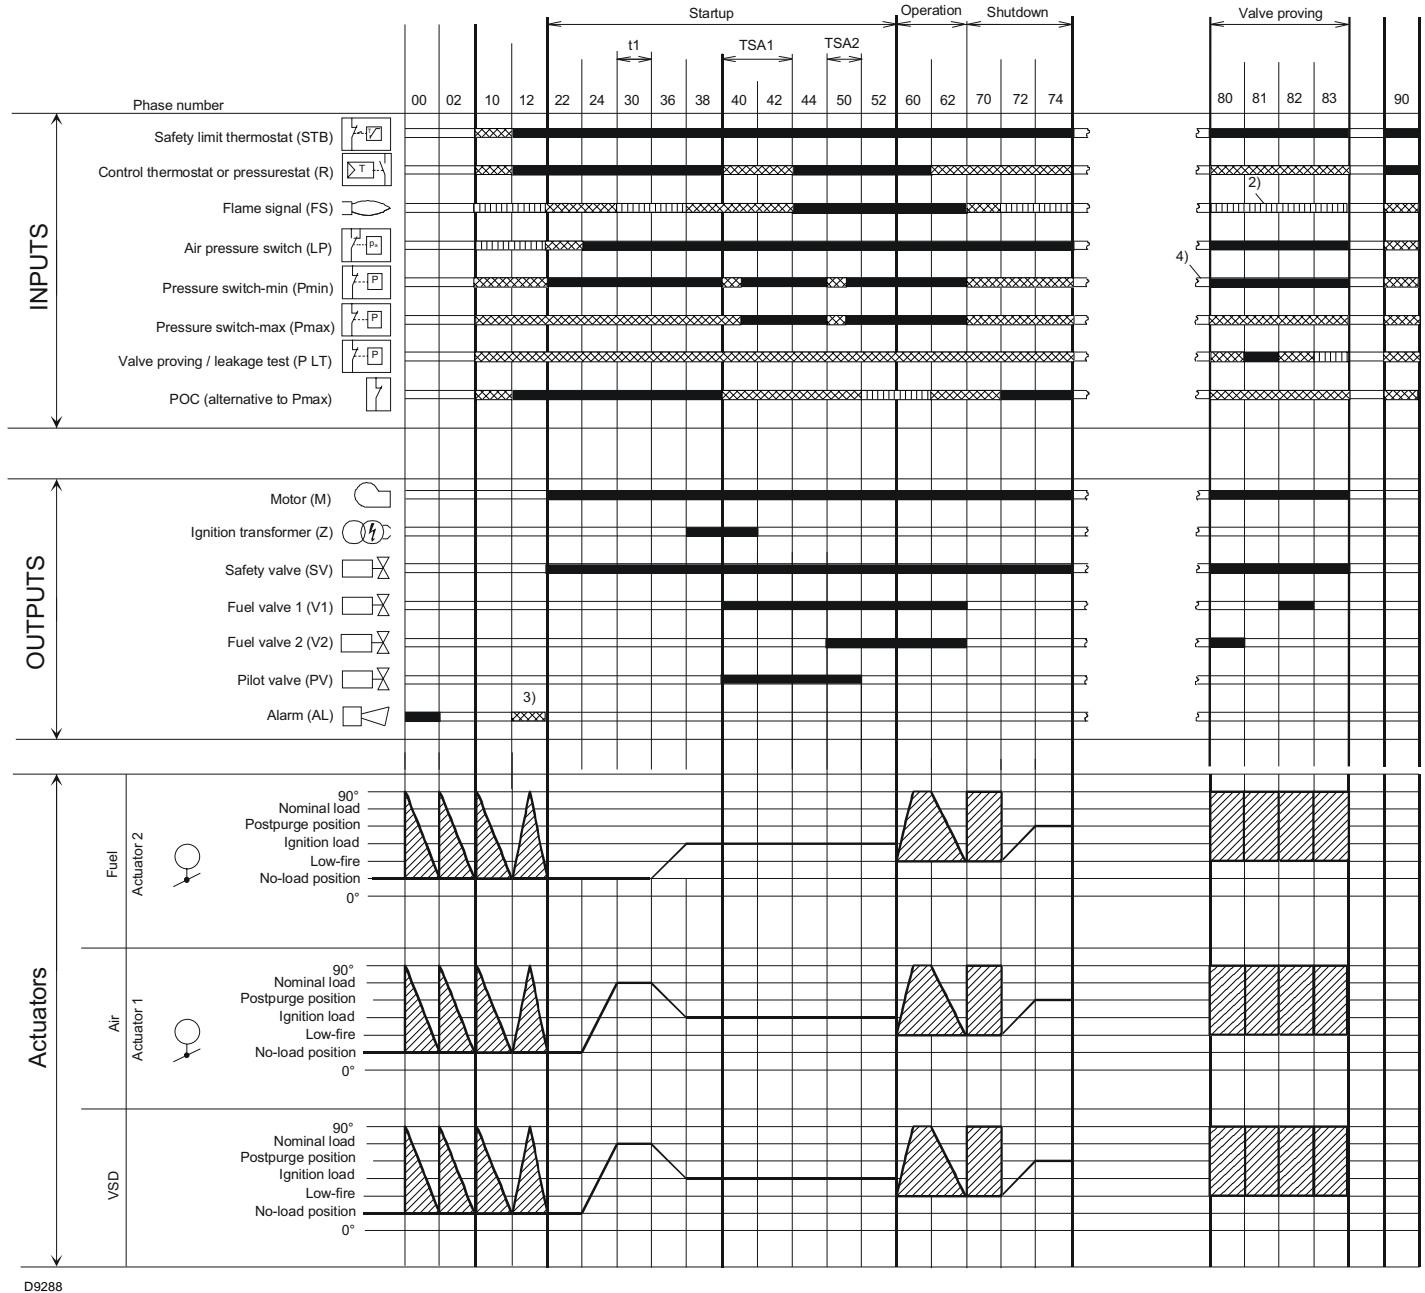 Startup
Operation
Shutdown
Valve proving
t1
TSA1
TSA2
Phase number 00 02 10 12 22 24 30 36 38 40 42 44 50 52 60 62 70 72 74 80 81 82 83 90
INPUTS
Safety limit thermostat (STB)
Control thermostat or pressurestat (R) T
2)
Flame signal (FS)
Air pressure switch (LP) Pa
4)
Pressure switch-min (Pmin) P
Pressure switch-max (Pmax) P
Valve proving / leakage test (P LT) P
POC (alternative to Pmax)
OUTPUTS
Motor (M)
Ignition transformer (Z)
Safety valve (SV)
Fuel valve 1 (V1)
Fuel valve 2 (V2)
Pilot valve (PV)
3)
Alarm (AL)
Actuators
Fuel
Actuator 2
90°
Nominal load
Postpurge position
Ignition load
Low-fire
No-load position
0°
Air
Actuator 1
90°
Nominal load
Postpurge position
Ignition load
Low-fire
No-load position
0°
VSD
90°
Nominal load
Postpurge position
Ignition load
Low-fire
No-load position
0°
D9288